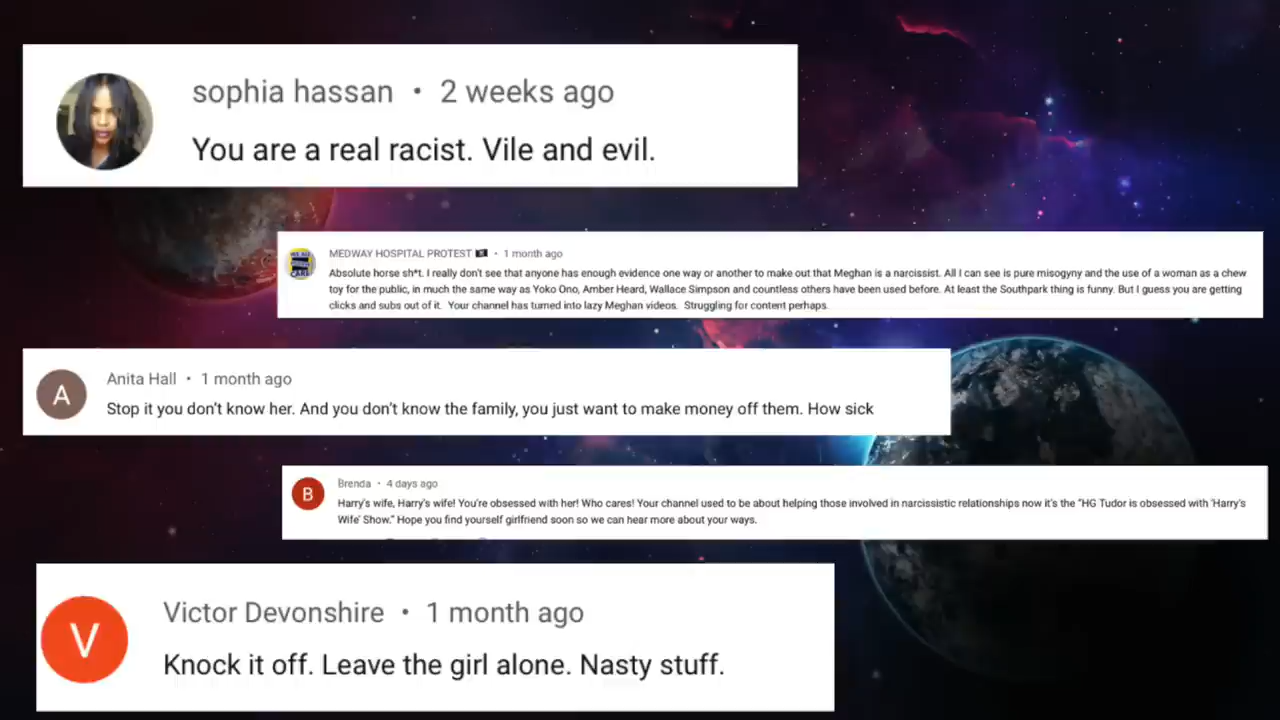 sophia hassan • 2 weeks ago
You are a real racist. Vile and evil.
MEDWAY HOSPITAL PROTEST 🏴 • 1 month ago
Absolute horse sh*t. I really don't see that anyone has enough evidence one way or another to make out that Meghan is a narcissist. All I can see is pure misogyny and the use of a woman as a chew
toy for the public, in much the same way as Yoko Ono, Amber Heard, Wallace Simpson and countless others have been used before. At least the Southpark thing is funny. But I guess you are getting
clicks and subs out of it. Your channel has turned into lazy Meghan videos. Struggling for content perhaps.
A
Anita Hall • 1 month ago
Stop it you don't know her. And you don't know the family, you just want to make money off them. How sick
B
Brenda • 4 days ago
Harry's wife, Harry's wife! You're obsessed with her! Who cares! Your channel used to be about helping those involved in narcissistic relationships now it's the "HG Tudor is obsessed with 'Harry's
Wife' Show." Hope you find yourself girlfriend soon so we can hear more about your ways.
V
Victor Devonshire • 1 month ago
Knock it off. Leave the girl alone. Nasty stuff.